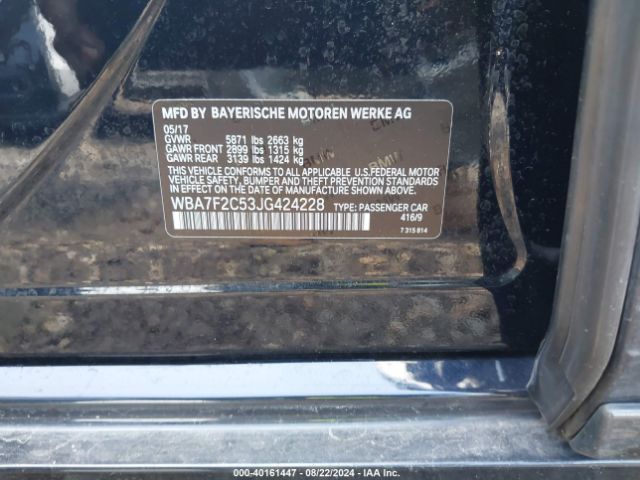 MFD BY BAYERISCHE MOTOREN WERKE AG
05/17
GVWR 5871 lbs 2663 kg
GAWR FRONT 2899 lbs 1315 kg
GAWR REAR 3139 lbs 1424 kg
THIS VEHICLE CONFORMS TO ALL APPLICABLE U.S.FEDERAL MOTOR
VEHICLE SAFETY, BUMPER AND THEFT PREVENTION STANDARDS
IN EFFECT ON THE DATE OF MANUFACTURE SHOWN ABOVE.
WBA7F2C53JG424228 TYPE: PASSENGER CAR
416/9
7 315 814
000-40161447 - 08/22/2024 - IAA Inc.